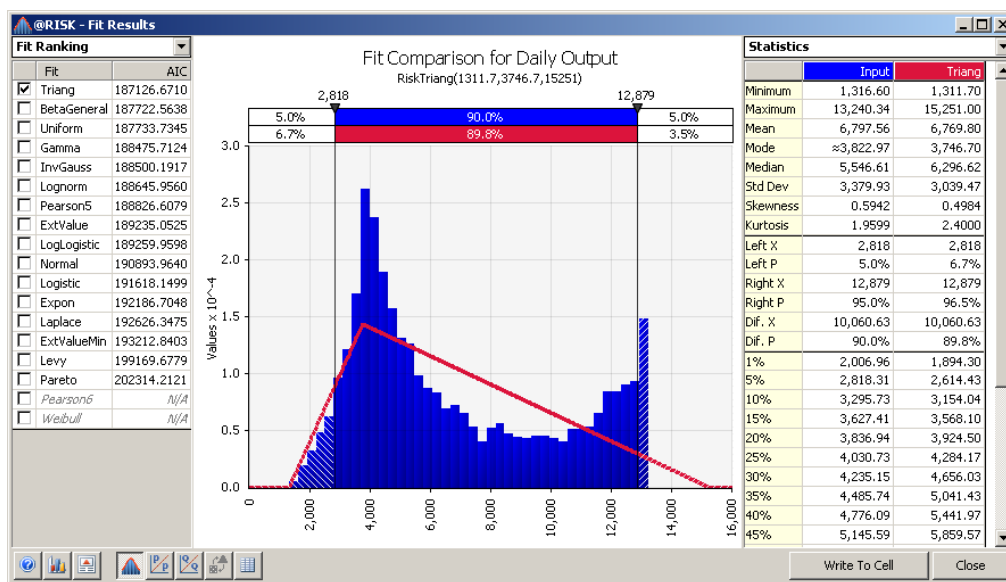 @RISK - Fit Results
Fit Ranking
Fit AIC
Triang 187126.6710
BetaGeneral 187722.5638
Uniform 187733.7345
Gamma 188475.7124
InvGauss 188500.1917
Lognorm 188645.9560
Pearson5 188826.6079
ExtValue 189235.0525
LogLogistic 189259.9598
Normal 190893.9640
Logistic 191618.1499
Expon 192186.7048
Laplace 192626.3475
ExtValueMin 193212.8403
Levy 199169.6779
Pareto 202314.2121
Pearson6 N/A
Weibull N/A
Fit Comparison for Daily Output
RiskTriang(1311.7,3746.7,15251)
2,818 12,879
5.0% 90.0% 5.0%
6.7% 89.8% 3.5%
3.0
2.5
2.0
1.5
1.0
0.5
0.0
Values x 10^-4
0 2,000 4,000 6,000 8,000 10,000 12,000 14,000 16,000
Statistics
Input Triang
Minimum 1,316.60 1,311.70
Maximum 13,240.34 15,251.00
Mean 6,797.56 6,769.80
Mode ≈3,822.97 3,746.70
Median 5,546.61 6,296.62
Std Dev 3,379.93 3,039.47
Skewness 0.5942 0.4984
Kurtosis 1.9599 2.4000
Left X 2,818 2,818
Left P 5.0% 6.7%
Right X 12,879 12,879
Right P 95.0% 96.5%
Dif. X 10,060.63 10,060.63
Dif. P 90.0% 89.8%
1% 2,006.96 1,894.30
5% 2,818.31 2,614.43
10% 3,295.73 3,154.04
15% 3,627.41 3,568.10
20% 3,836.94 3,924.50
25% 4,030.73 4,284.17
30% 4,235.15 4,656.03
35% 4,485.74 5,041.43
40% 4,776.09 5,441.97
45% 5,145.59 5,859.57
P/P
Q/Q
Write To Cell
Close